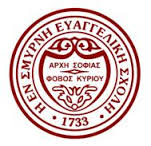 Η ΕΝ ΣΜΥΡΝΗ ΕΥΑΓΓΕΛΙΚΗ ΣΧΟΛΗ
ΑΡΧΗ ΣΟΦΙΑΣ
ΦΟΒΟΣ ΚΥΡΙΟΥ
· 1733 ·